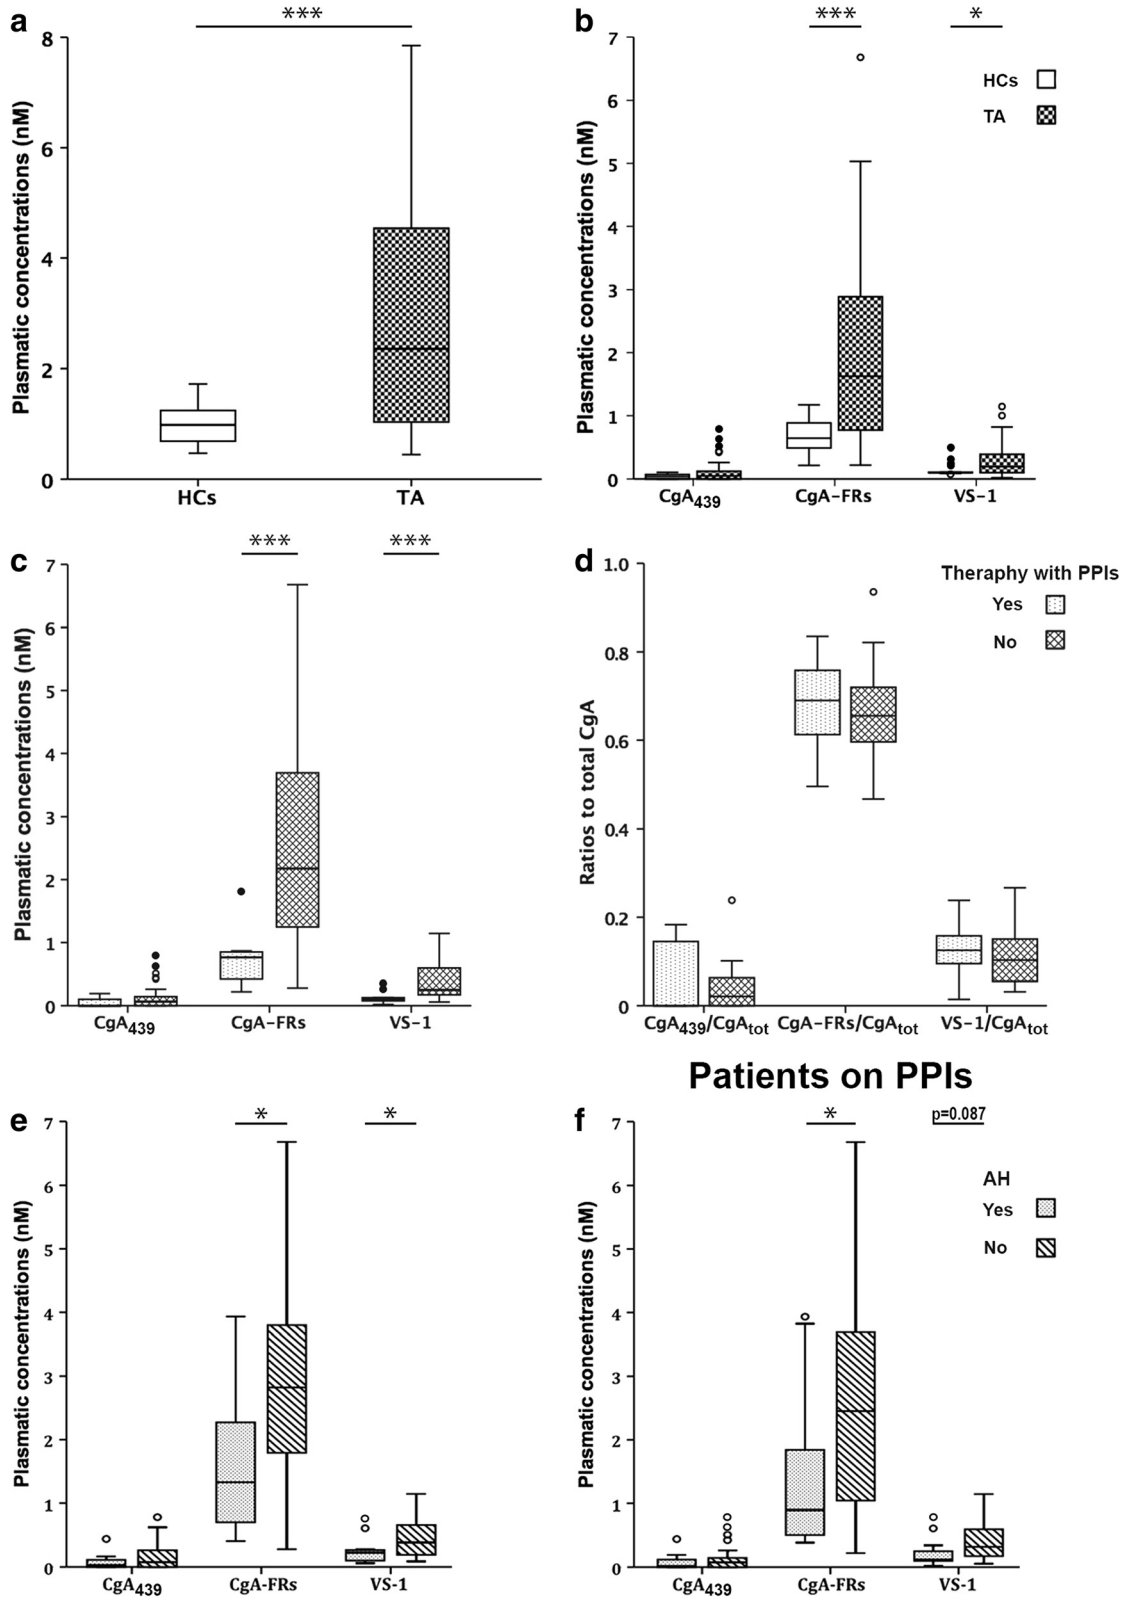 a
***
Plasmatic concentrations (nM)
8
6
4
2
0
HCs
TA
b
***
*
Plasmatic concentrations (nM)
7
6
5
4
3
2
1
0
HCs
TA
CgA439
CgA-FRs
VS-1
c
***
***
Plasmatic concentrations (nM)
7
6
5
4
3
2
1
0
CgA439
CgA-FRs
VS-1
d
Theraphy with PPIs
Yes
No
Ratios to total CgA
1.0
0.8
0.6
0.4
0.2
0
CgA439/CgAtot
CgA-FRs/CgAtot
VS-1/CgAtot
Patients on PPIs
e
*
*
Plasmatic concentrations (nM)
7
6
5
4
3
2
1
0
CgA439
CgA-FRs
VS-1
f
*
p=0.087
AH
Yes
No
Plasmatic concentrations (nM)
7
6
5
4
3
2
1
0
CgA439
CgA-FRs
VS-1